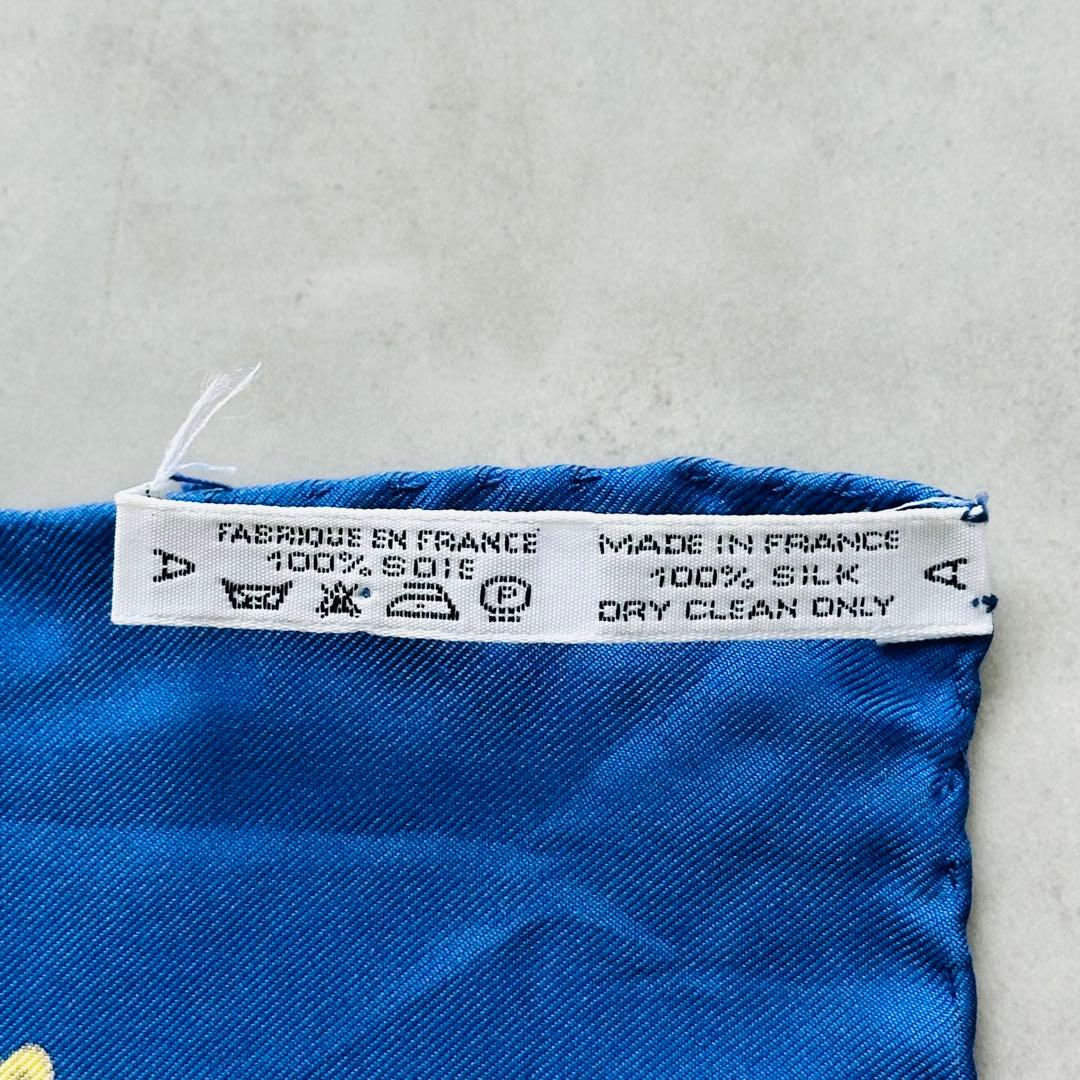 A
FABRIQUE EN FRANCE
100% SOIE
P
MADE IN FRANCE
100% SILK
DRY CLEAN ONLY
A